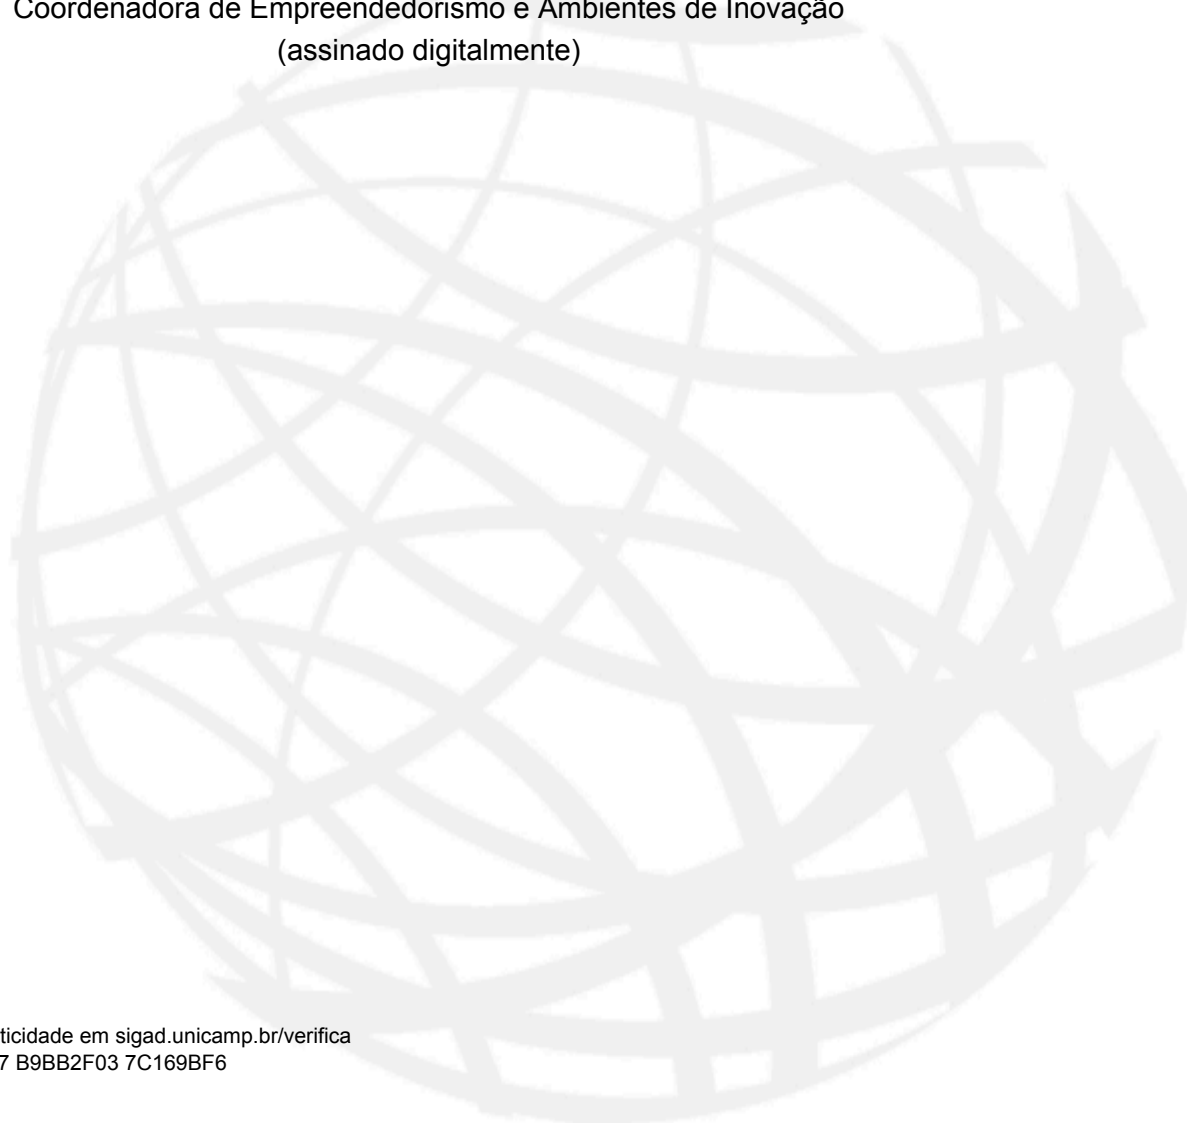 Coordenadora de Empreendedorismo e Ambientes de Inovação
(assinado digitalmente)
ticidade em sigad.unicamp.br/verifica
7 B9BB2F03 7C169BF6